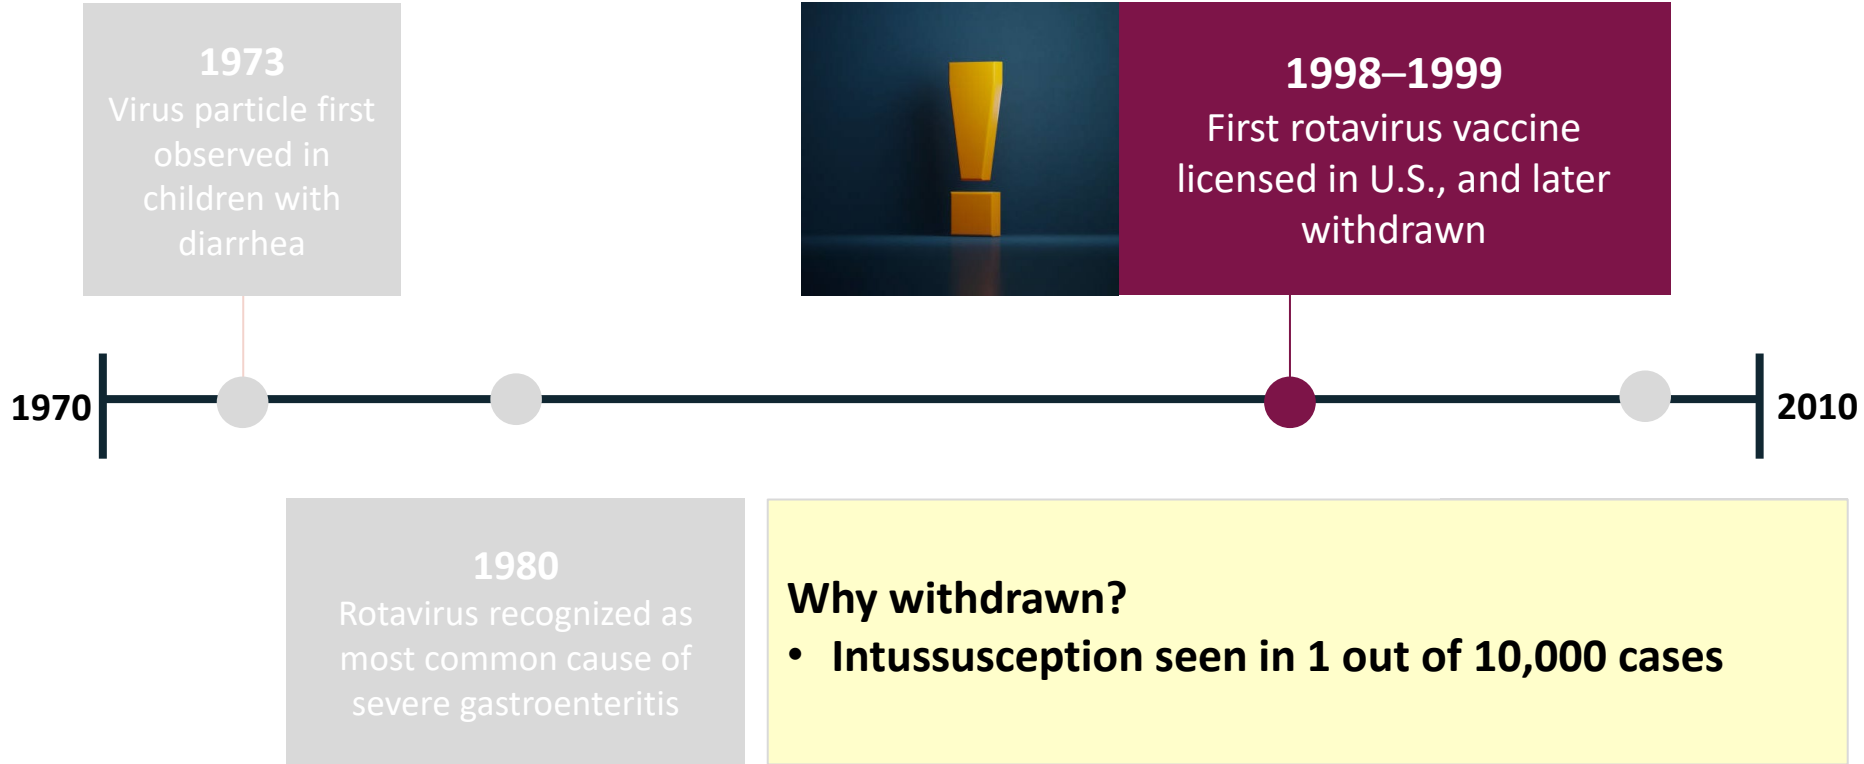 1973
Virus particle first
observed in
children with
diarrhea
1998–1999
First rotavirus vaccine
licensed in U.S., and later
withdrawn
1970
2010
1980
Rotavirus recognized as
most common cause of
severe gastroenteritis
Why withdrawn?
• Intussusception seen in 1 out of 10,000 cases